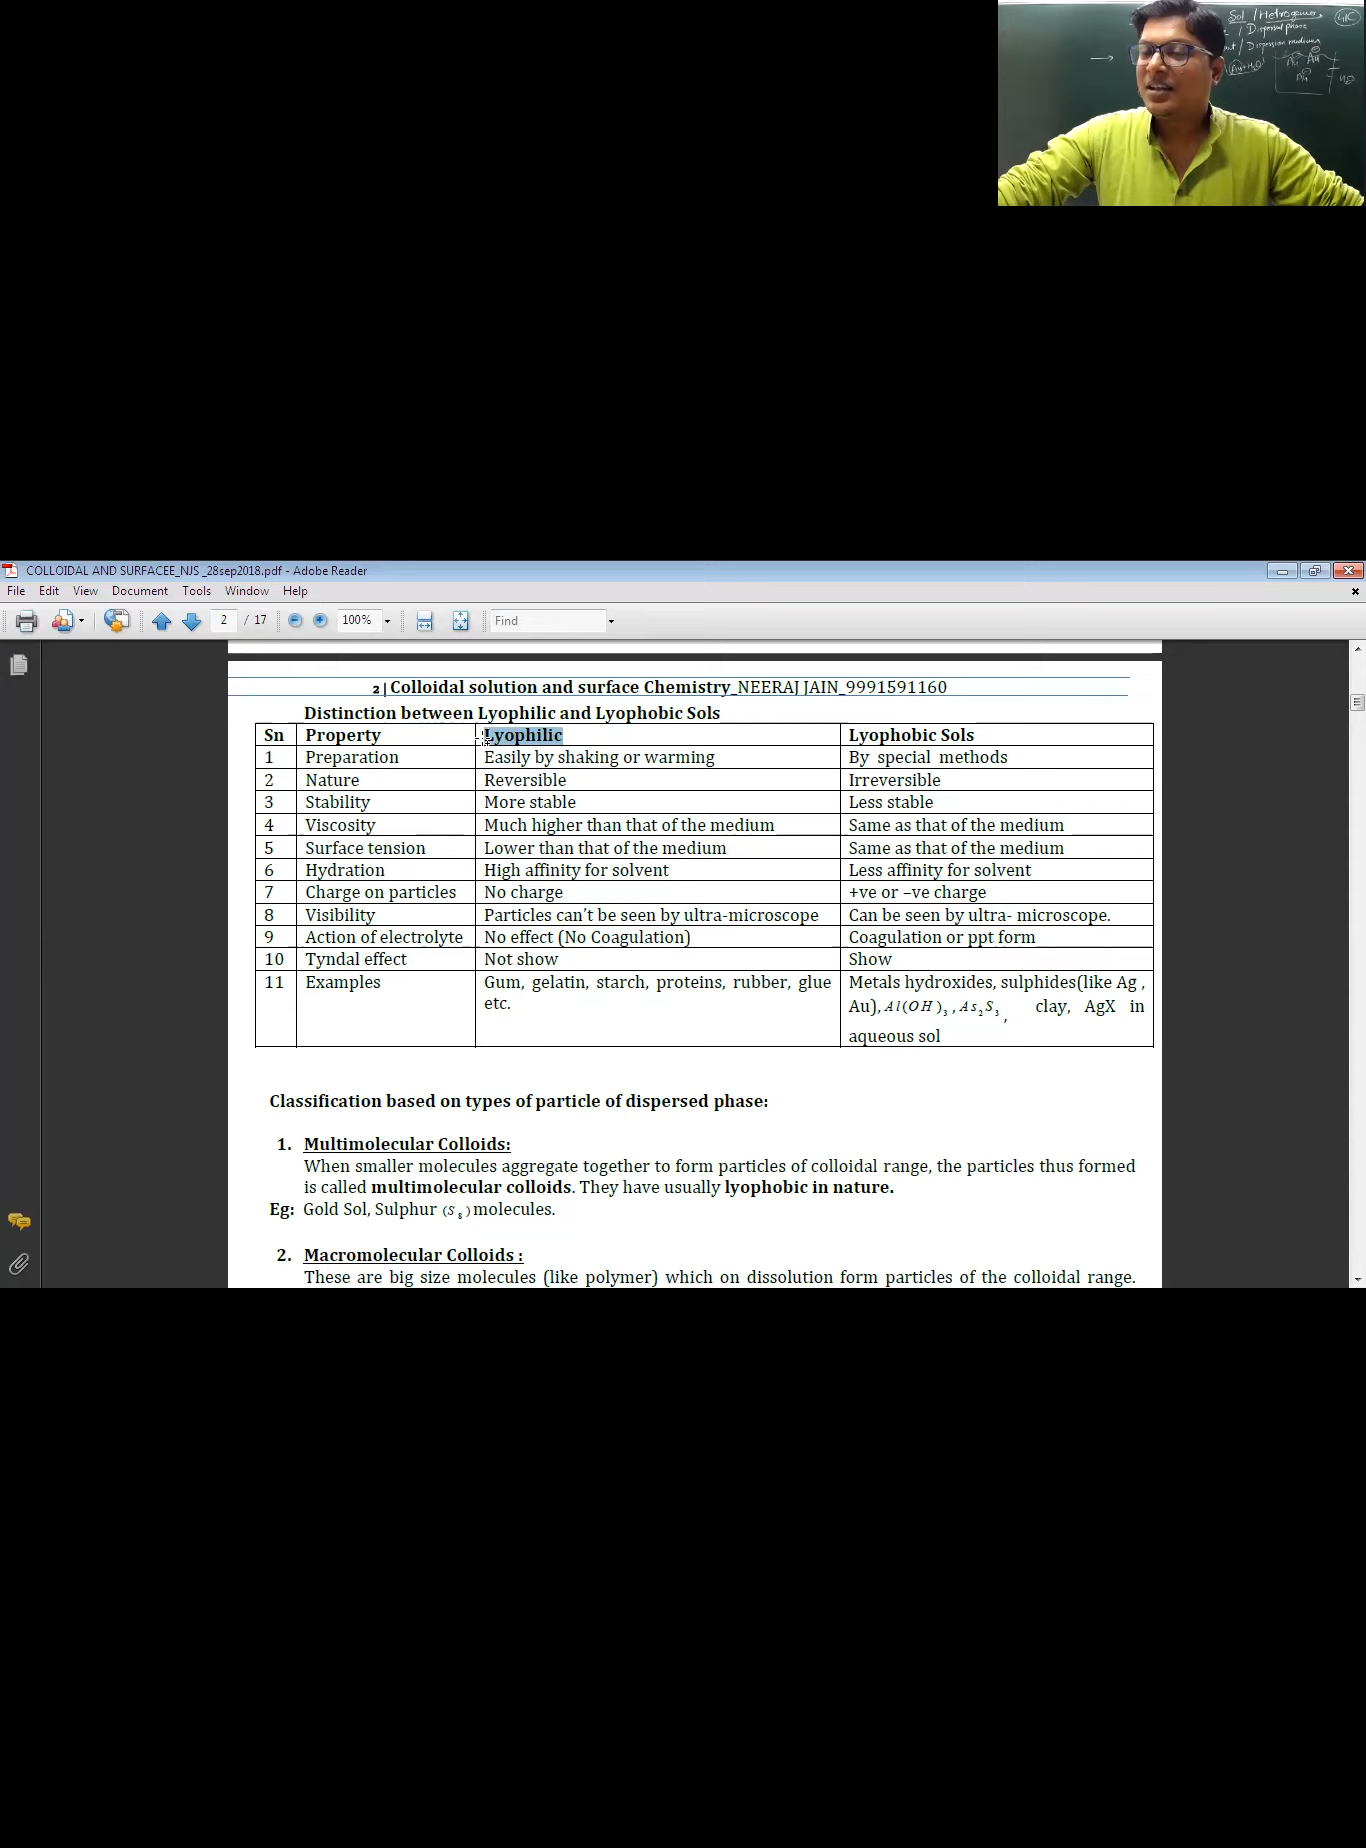 Sol / Hetrogenous
/ Dispersed phase
/ Dispersion medium
Au+H₂O
Au Au
COLLOIDAL AND SURFACEE_NJS _28sep2018.pdf - Adobe Reader
File Edit View Document Tools Window Help
2 / 17 100% Find
2 | Colloidal solution and surface Chemistry_NEERAJ JAIN_9991591160
Distinction between Lyophilic and Lyophobic Sols
Sn Property Lyophilic Lyophobic Sols
1 Preparation Easily by shaking or warming By special methods
2 Nature Reversible Irreversible
3 Stability More stable Less stable
4 Viscosity Much higher than that of the medium Same as that of the medium
5 Surface tension Lower than that of the medium Same as that of the medium
6 Hydration High affinity for solvent Less affinity for solvent
7 Charge on particles No charge +ve or –ve charge
8 Visibility Particles can't be seen by ultra-microscope Can be seen by ultra- microscope.
9 Action of electrolyte No effect (No Coagulation) Coagulation or ppt form
10 Tyndal effect Not show Show
11 Examples Gum, gelatin, starch, proteins, rubber, glue Metals hydroxides, sulphides(like Ag ,
etc. Au), Al(OH)₃, As₂S₃, clay, AgX in
aqueous sol
Classification based on types of particle of dispersed phase:
1. Multimolecular Colloids:
When smaller molecules aggregate together to form particles of colloidal range, the particles thus formed
is called multimolecular colloids. They have usually lyophobic in nature.
Eg: Gold Sol, Sulphur (S₈) molecules.
2. Macromolecular Colloids :
These are big size molecules (like polymer) which on dissolution form particles of the colloidal range.